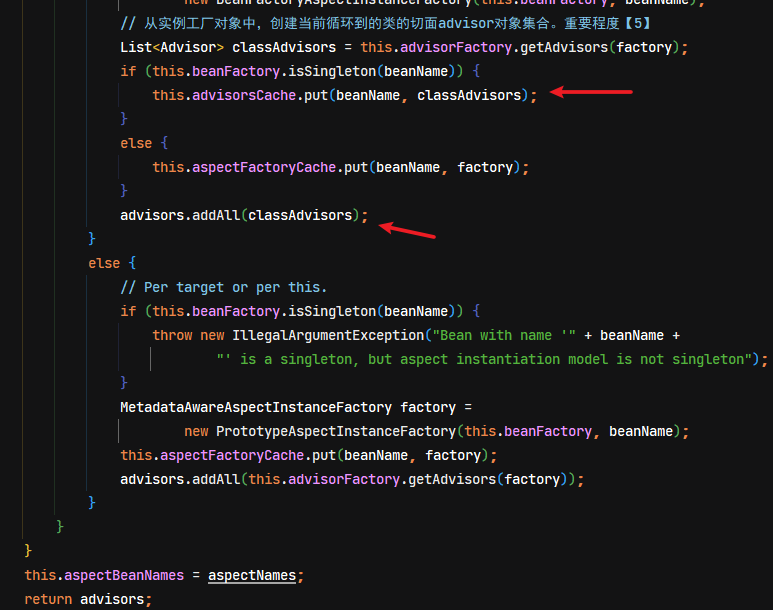 new BeanFactoryAspectInstanceFactory(this.beanFactory, beanName);
// 从实例工厂对象中，创建当前循环到的类的切面advisor对象集合。重要程度【5】
List<Advisor> classAdvisors = this.advisorFactory.getAdvisors(factory);
if (this.beanFactory.isSingleton(beanName)) {
this.advisorsCache.put(beanName, classAdvisors);
}
else {
this.aspectFactoryCache.put(beanName, factory);
}
advisors.addAll(classAdvisors);
}
else {
// Per target or per this.
if (this.beanFactory.isSingleton(beanName)) {
throw new IllegalArgumentException("Bean with name '" + beanName +
"' is a singleton, but aspect instantiation model is not singleton");
}
MetadataAwareAspectInstanceFactory factory =
new PrototypeAspectInstanceFactory(this.beanFactory, beanName);
this.aspectFactoryCache.put(beanName, factory);
advisors.addAll(this.advisorFactory.getAdvisors(factory));
}
}
}
this.aspectBeanNames = aspectNames;
return advisors;